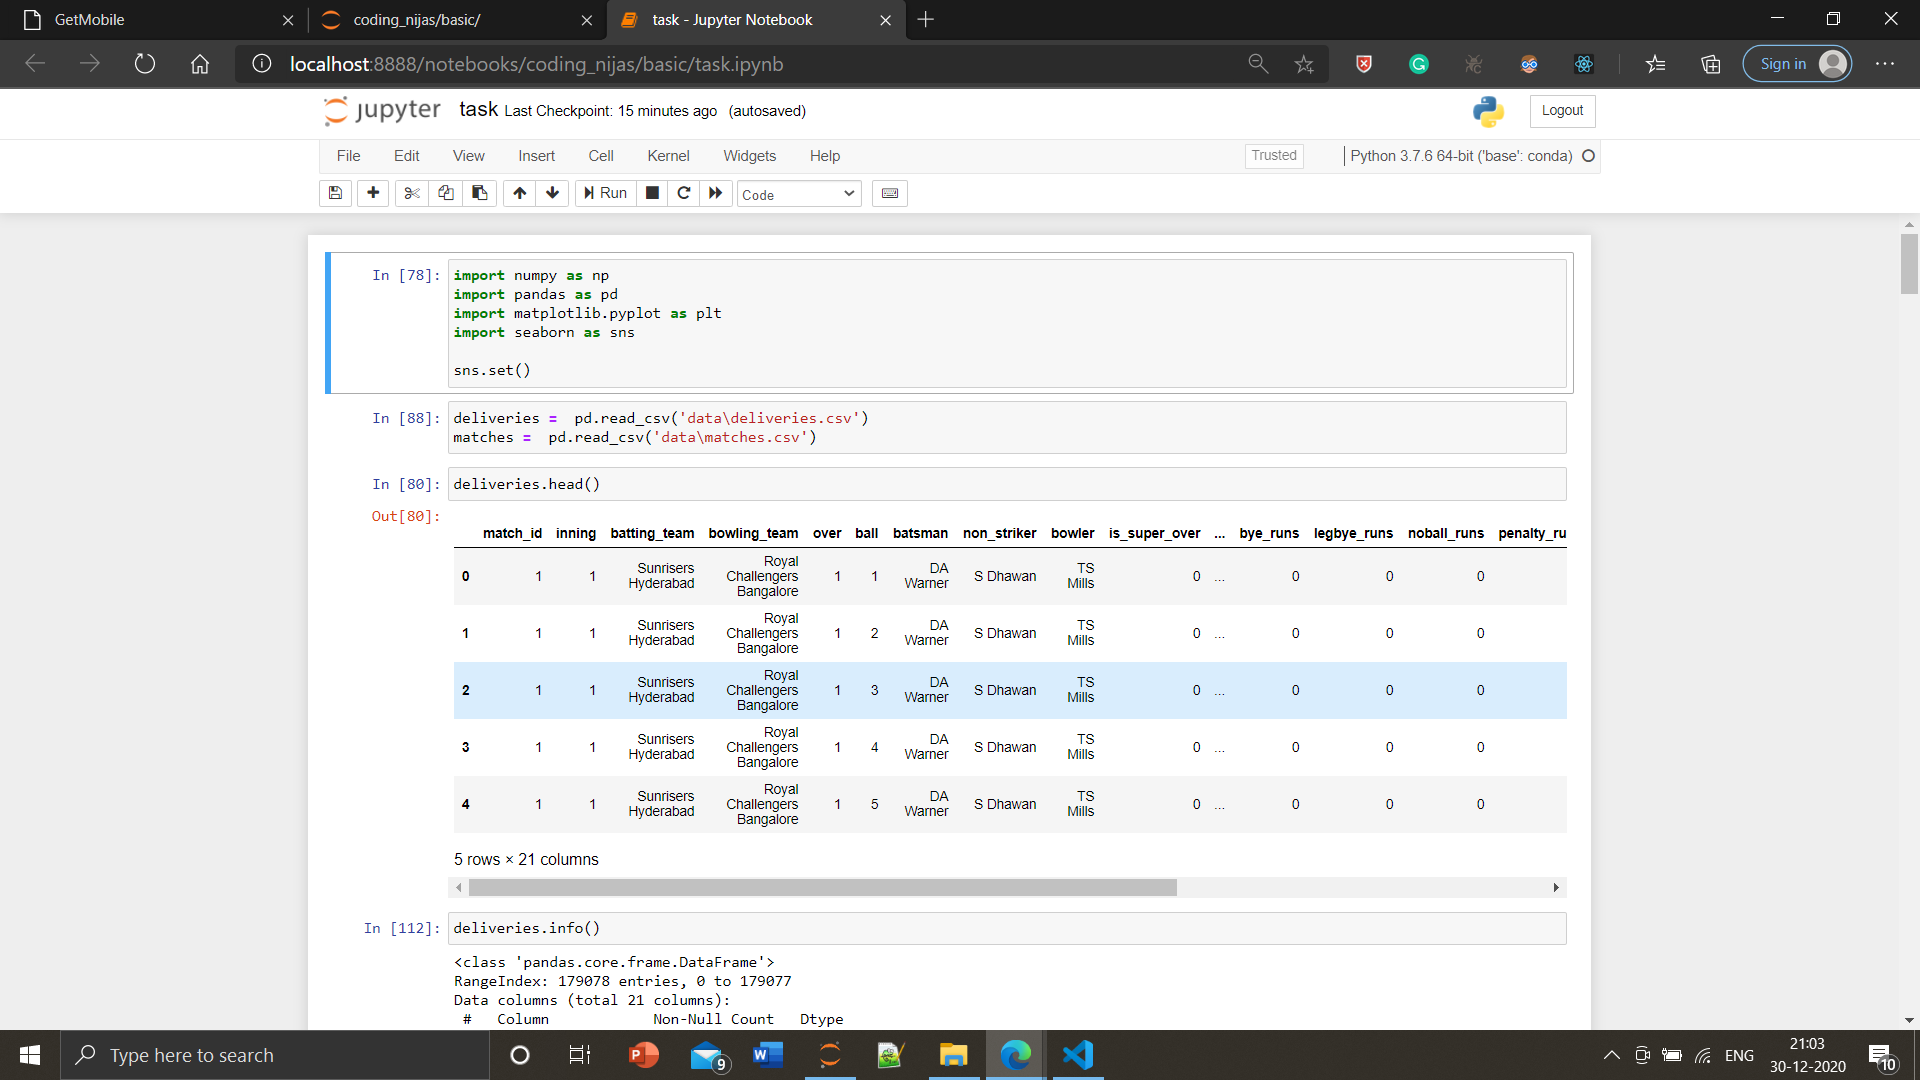 GetMobile
coding_nijas/basic/
task - Jupyter Notebook
localhost:8888/notebooks/coding_nijas/basic/task.ipynb
Sign in
jupyter task Last Checkpoint: 15 minutes ago (autosaved)
Logout
File Edit View Insert Cell Kernel Widgets Help
Trusted
Python 3.7.6 64-bit ('base': conda)
Run
Code
In [78]:
import numpy as np
import pandas as pd
import matplotlib.pyplot as plt
import seaborn as sns
sns.set()
In [88]:
deliveries =  pd.read_csv('data\deliveries.csv')
matches =  pd.read_csv('data\matches.csv')
In [80]:
deliveries.head()
Out[80]:
match_id inning batting_team bowling_team over ball batsman non_striker bowler is_super_over ... bye_runs legbye_runs noball_runs penalty_ru
0 1 1 Sunrisers Hyderabad Royal Challengers Bangalore 1 1 DA Warner S Dhawan TS Mills 0 ... 0 0 0
1 1 1 Sunrisers Hyderabad Royal Challengers Bangalore 1 2 DA Warner S Dhawan TS Mills 0 ... 0 0 0
2 1 1 Sunrisers Hyderabad Royal Challengers Bangalore 1 3 DA Warner S Dhawan TS Mills 0 ... 0 0 0
3 1 1 Sunrisers Hyderabad Royal Challengers Bangalore 1 4 DA Warner S Dhawan TS Mills 0 ... 0 0 0
4 1 1 Sunrisers Hyderabad Royal Challengers Bangalore 1 5 DA Warner S Dhawan TS Mills 0 ... 0 0 0
5 rows × 21 columns
In [112]:
deliveries.info()
<class 'pandas.core.frame.DataFrame'>
RangeIndex: 179078 entries, 0 to 179077
Data columns (total 21 columns):
#   Column   Non-Null Count   Dtype
Type here to search
9
ENG
21:03
30-12-2020
10